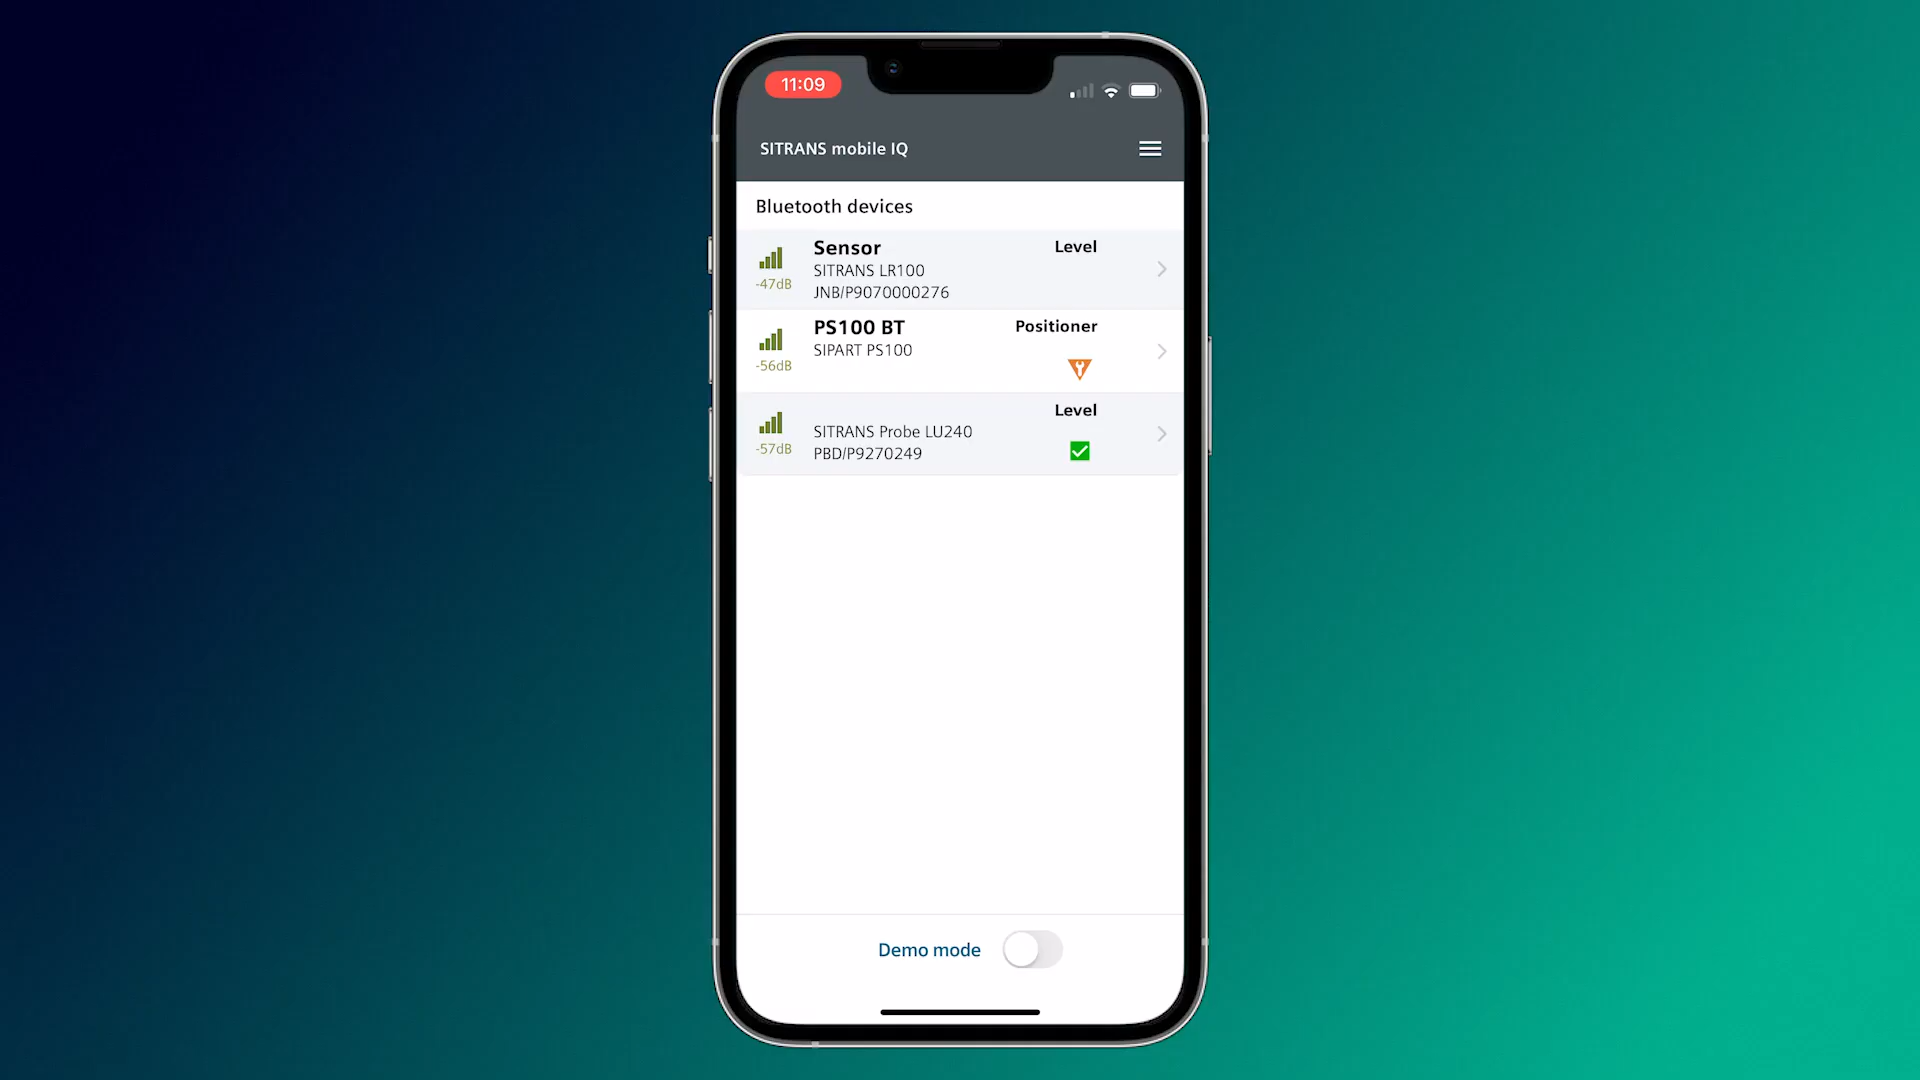 11:09
SITRANS mobile IQ
Bluetooth devices
Sensor
Level
SITRANS LR100
-47dB
JNB/P9070000276
PS100 BT
Positioner
SIPART PS100
-56dB
Level
SITRANS Probe LU240
-57dB
PBD/P9270249
Demo mode